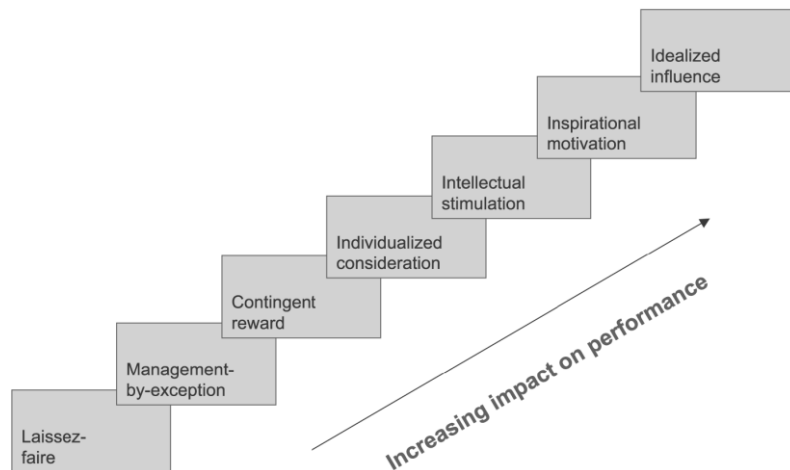 Idealized
influence
Inspirational
motivation
Intellectual
stimulation
Individualized
consideration
Contingent
reward
Management-
by-exception
Laissez-
faire
Increasing impact on performance